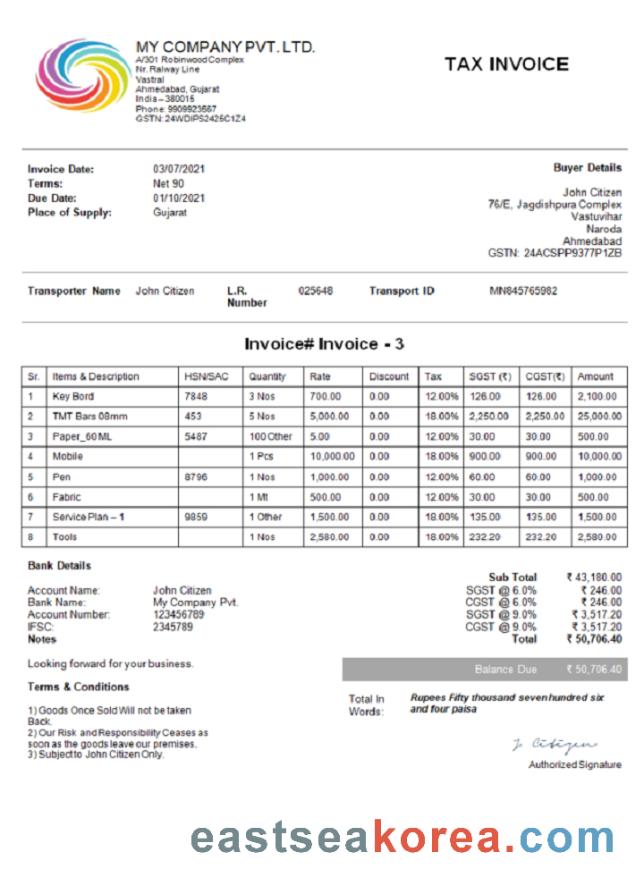 MY COMPANY PVT. LTD.
A/301 Robinwood Complex
Nr. Ralway Line
Vastral
Ahmedabad, Gujarat
India – 380015
Phone: 9909923567
GSTN: 24WDIPS2425C1Z4
TAX INVOICE
Invoice Date: 03/07/2021
Terms: Net 90
Due Date: 01/10/2021
Place of Supply: Gujarat
Buyer Details
John Citizen
76/E, Jagdishpura Complex
Vastuvihar
Naroda
Ahmedabad
GSTN: 24ACSPP9377P1ZB
Transporter Name John Citizen L.R. Number 025648 Transport ID MN845765982
Invoice# Invoice - 3
Sr. Items & Description HSN/SAC Quantity Rate Discount Tax SGST (₹) CGST(₹) Amount
1 Key Bord 7848 3 Nos 700.00 0.00 12.00% 126.00 126.00 2,100.00
2 TMT Bars 08mm 453 5 Nos 5,000.00 0.00 18.00% 2,250.00 2,250.00 25,000.00
3 Paper_60ML 5487 100 Other 5.00 0.00 12.00% 30.00 30.00 500.00
4 Mobile 1 Pcs 10,000.00 0.00 18.00% 900.00 900.00 10,000.00
5 Pen 8796 1 Nos 1,000.00 0.00 12.00% 60.00 60.00 1,000.00
6 Fabric 1 Mt 500.00 0.00 12.00% 30.00 30.00 500.00
7 Service Plan – 1 9859 1 Other 1,500.00 0.00 18.00% 135.00 135.00 1,500.00
8 Tools 1 Nos 2,580.00 0.00 18.00% 232.20 232.20 2,580.00
Bank Details
Account Name: John Citizen
Bank Name: My Company Pvt.
Account Number: 123456789
IFSC: 2345789
Notes
Looking forward for your business.
Terms & Conditions
1) Goods Once Sold Will not be taken
Back.
2) Our Risk and Responsibility Ceases as
soon as the goods leave our premises.
3) Subject to John Citizen Only.
Sub Total ₹ 43,180.00
SGST @ 6.0% ₹ 246.00
CGST @ 6.0% ₹ 246.00
SGST @ 9.0% ₹ 3,517.20
CGST @ 9.0% ₹ 3,517.20
Total ₹ 50,706.40
Balance Due ₹ 50,706.40
Total In Words: Rupees Fifty thousand seven hundred six
and four paisa
J. Citizen
Authorized Signature
eastseakorea.com